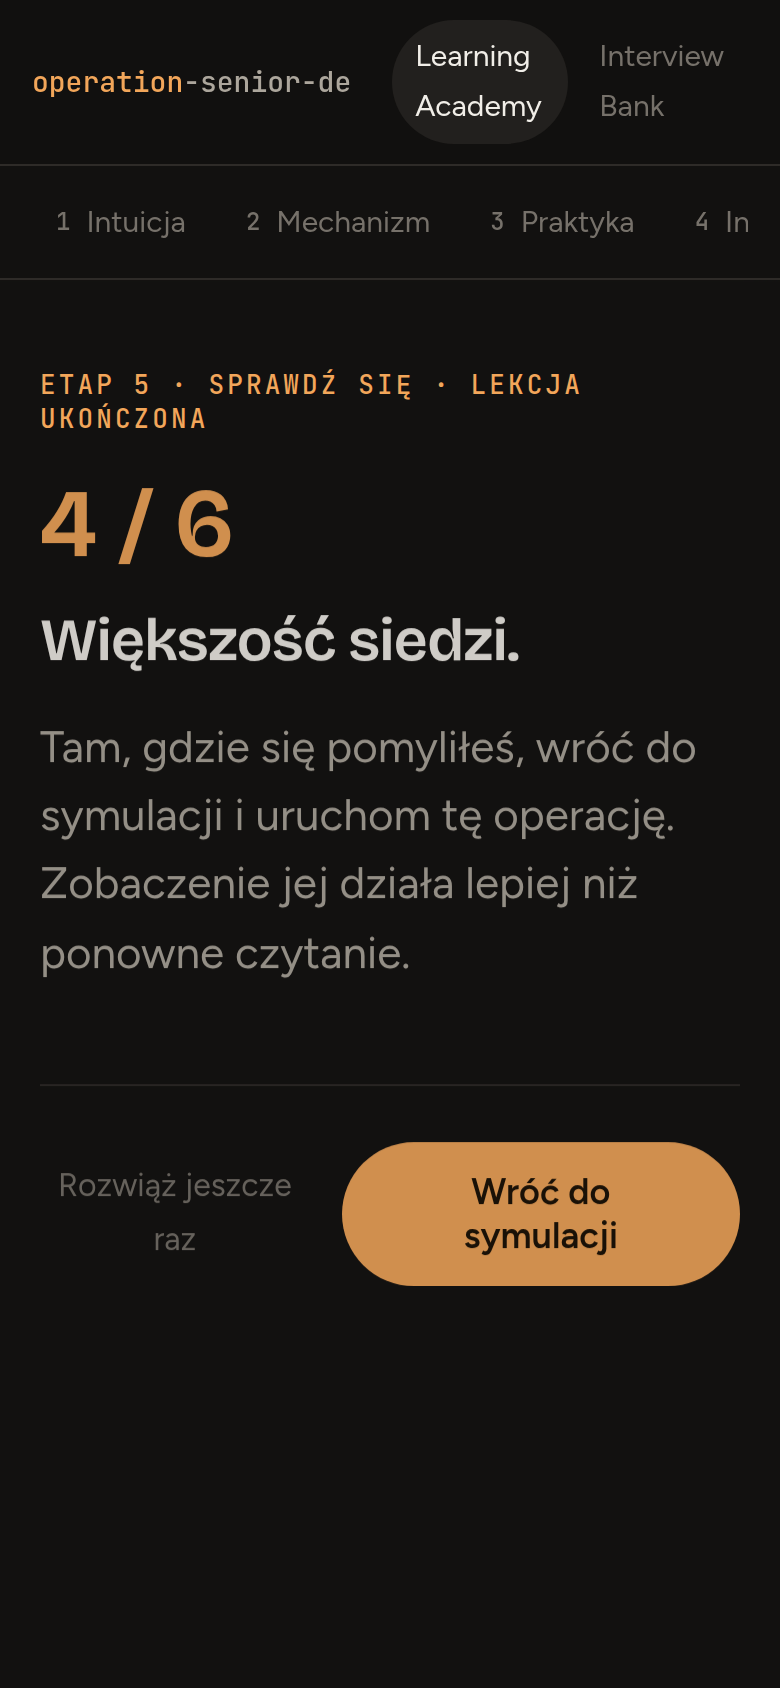 operation-senior-de
Learning
Academy
Interview
Bank
1 Intuicja 2 Mechanizm 3 Praktyka 4 In
ETAP 5 · SPRAWDŹ SIĘ · LEKCJA
UKOŃCZONA
4 / 6
Większość siedzi.
Tam, gdzie się pomyliłeś, wróć do
symulacji i uruchom tę operację.
Zobaczenie jej działa lepiej niż
ponowne czytanie.
Rozwiąż jeszcze
raz
Wróć do
symulacji